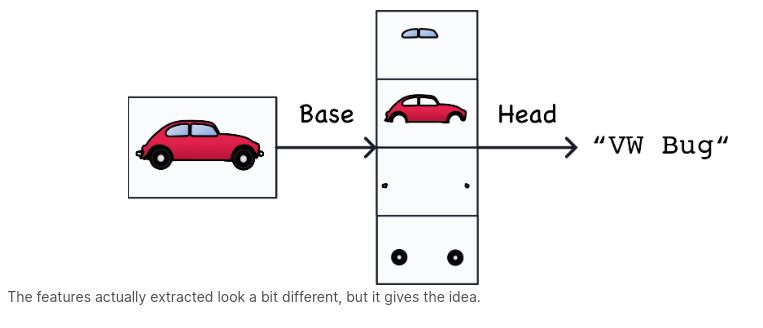 Base
Head
“VW Bug“
The features actually extracted look a bit different, but it gives the idea.